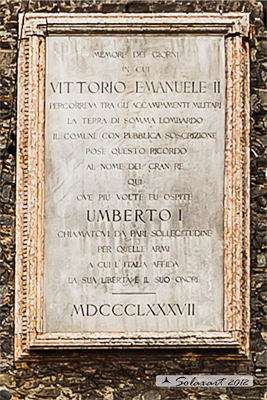 MEMORE DEI GIORNI
IN CUI
VITTORIO EMANUELE II
PERCORREVA TRA GLI ACCAMPAMENTI MILITARI
LA TERRA DI SOMMA LOMBARDO
IL COMUNE CON PUBBLICA SOSCRIZIONE
POSE QUESTO RICORDO
AL NOME DEL GRAN RE
QUI
OVE PIÙ VOLTE FU OSPITE
UMBERTO I
CHIAMATOVI DA PARI SOLLECITUDINE
PER QUELLE ARMI
A CUI L'ITALIA AFFIDA
LA SUA LIBERTÀ E IL SUO ONORE
MDCCCLXXXVII
© Solaxart 2012